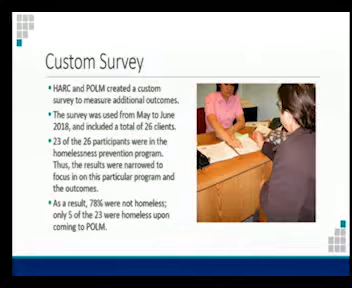 Custom Survey
HARC and POLM created a custom
survey to measure additional outcomes.
The survey was used from May to June
2018, and included a total of 26 clients.
23 of the 26 participants were in the
homelessness prevention program.
Thus, the results were narrowed to
focus in on this particular program and
the outcomes.
As a result, 78% were not homeless;
only 5 of the 23 were homeless upon
coming to POLM.